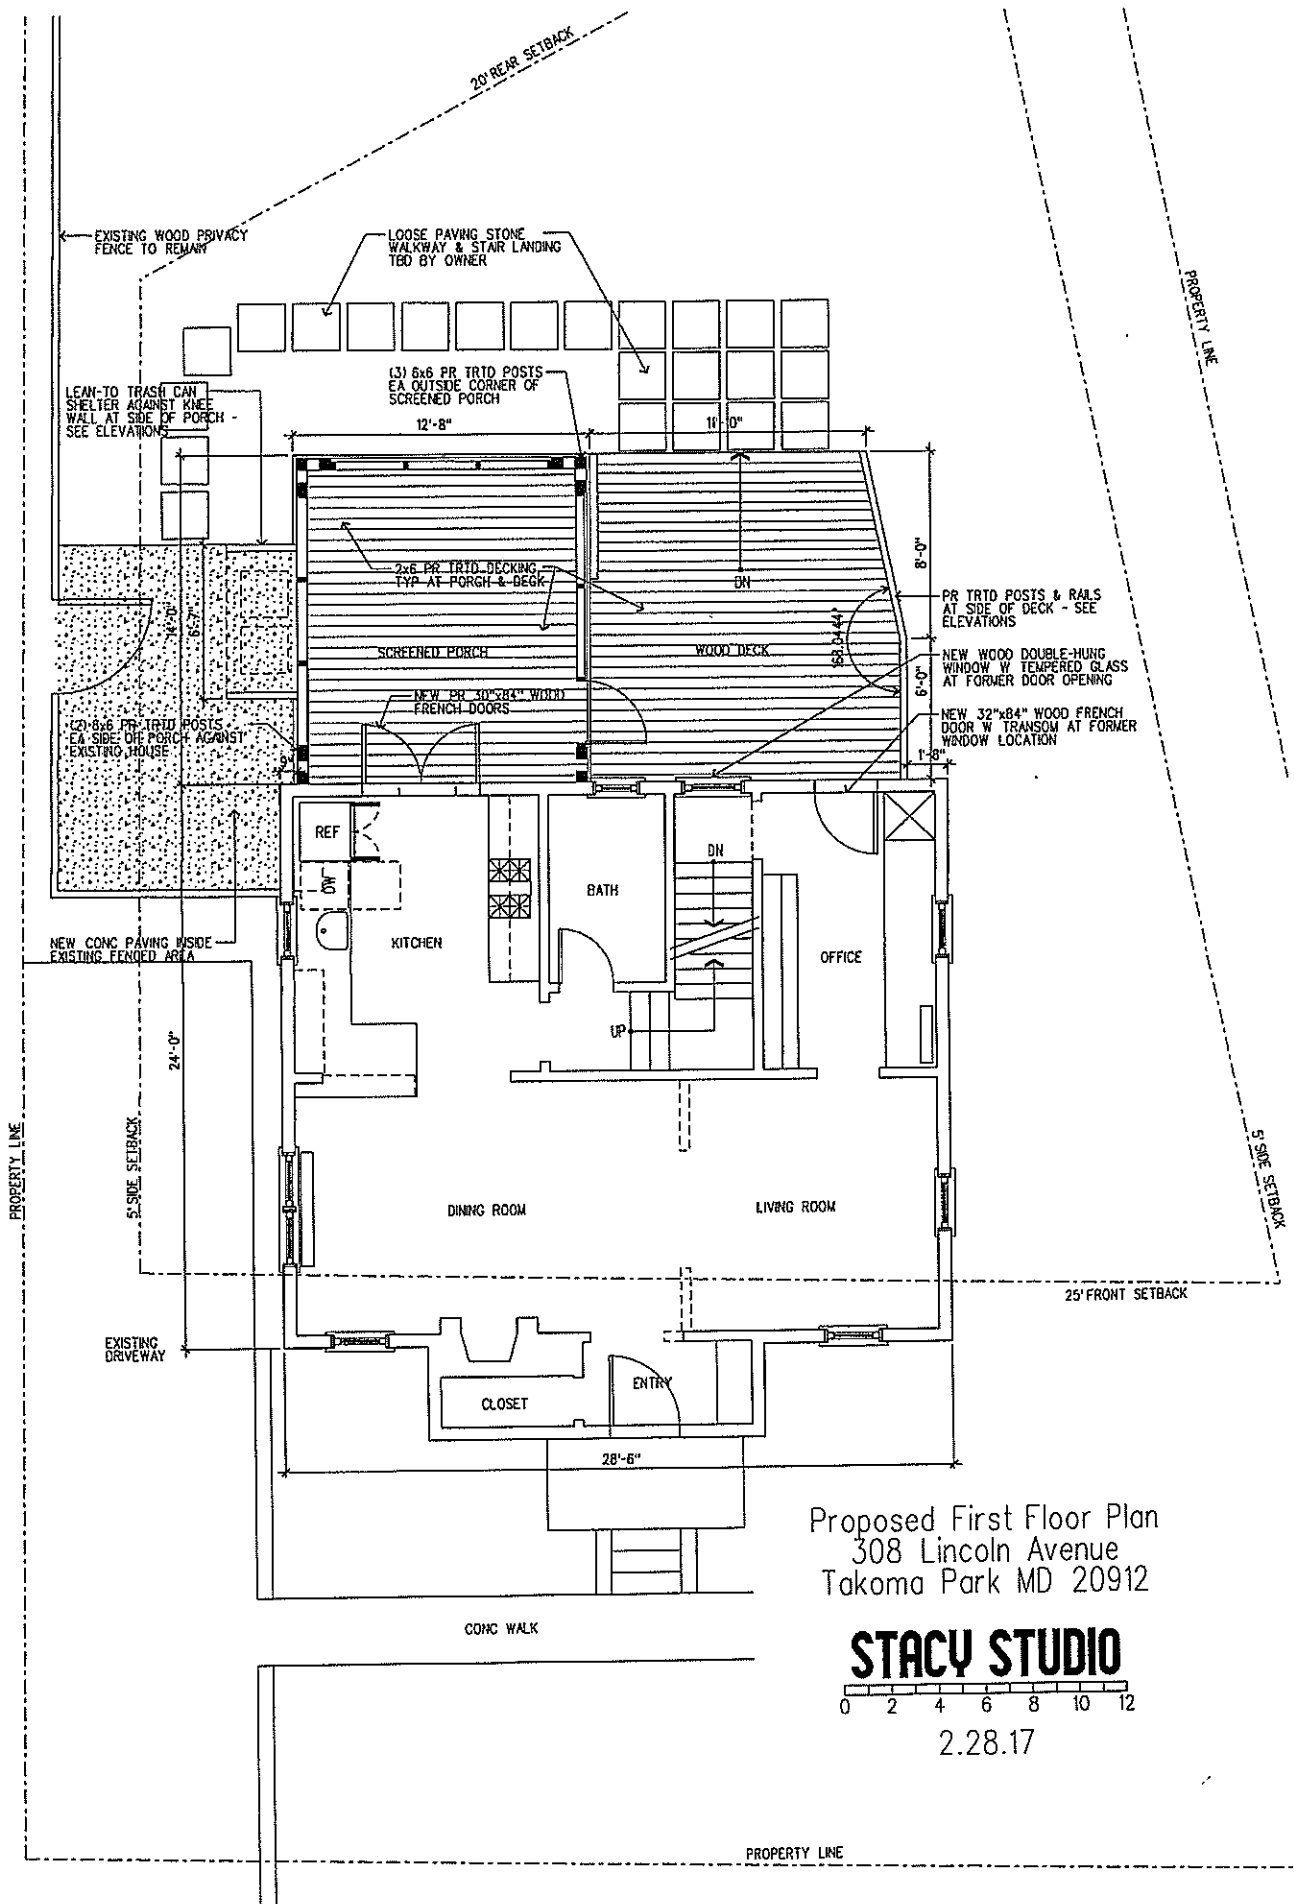 20' REAR SETBACK
EXISTING WOOD PRIVACY
FENCE TO REMAIN
LOOSE PAVING STONE
WALKWAY & STAIR LANDING
TBD BY OWNER
PROPERTY LINE
(3) 6x6 PR TRTD POSTS
EA OUTSIDE CORNER OF
SCREENED PORCH
LEAN-TO TRASH CAN
SHELTER AGAINST KNEE
WALL AT SIDE OF PORCH -
SEE ELEVATIONS
12'-8"
11'-10"
8'-0"
2x6 PR TRTD DECKING
TYP AT PORCH & DECK
DN
PR TRTD POSTS & RAILS
AT SIDE OF DECK - SEE
ELEVATIONS
14'-0"
6'-7"
SCREENED PORCH
WOOD DECK
NEW WOOD DOUBLE-HUNG
WINDOW W TEMPERED GLASS
AT FORMER DOOR OPENING
6'-0"
NEW PR 30"x84" WOOD
FRENCH DOORS
NEW 32"x84" WOOD FRENCH
DOOR W TRANSOM AT FORMER
WINDOW LOCATION
(2) 6x6 PR TRTD POSTS
EA SIDE OF PORCH AGAINST
EXISTING HOUSE
9"
1'-8"
REF
DW
DN
BATH
KITCHEN
OFFICE
NEW CONC PAVING INSIDE
EXISTING FENCED AREA
UP
24'-0"
PROPERTY LINE
5' SIDE SETBACK
5' SIDE SETBACK
DINING ROOM
LIVING ROOM
25' FRONT SETBACK
EXISTING
DRIVEWAY
ENTRY
CLOSET
28'-6"
Proposed First Floor Plan
308 Lincoln Avenue
Takoma Park MD 20912
CONC WALK
STACY STUDIO
0 2 4 6 8 10 12
2.28.17
PROPERTY LINE